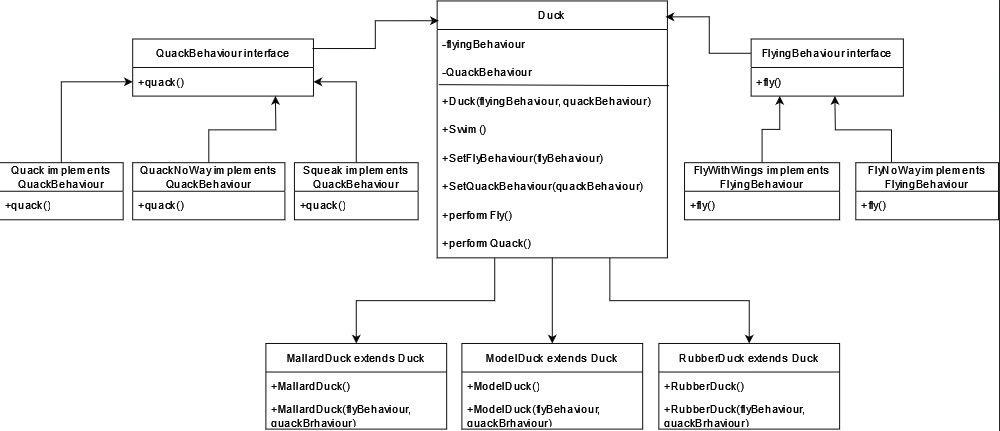 Duck
-flyingBehaviour
-QuackBehaviour
+Duck(flyingBehaviour, quackBehaviour)
+Swim ()
+SetFlyBehaviour(flyBehaviour)
+SetQuackBehaviour(quackBehaviour)
+perform Fly()
+perform Quack()
QuackBehaviour interface
+quack()
FlyingBehaviour interface
+fly()
Quack implements
QuackBehaviour
+quack()
QuackNoWay implements
QuackBehaviour
+quack()
Squeak implements
QuackBehaviour
+quack()
FlyWithWings implements
FlyingBehaviour
+fly()
FlyNoWay implements
FlyingBehaviour
+fly()
MallardDuck extends Duck
+MallardDuck()
+MallardDuck(flyBehaviour,
quackBrhaviour)
ModelDuck extends Duck
+ModelDuck()
+ModelDuck(flyBehaviour,
quackBrhaviour)
RubberDuck extends Duck
+RubberDuck()
+RubberDuck(flyBehaviour,
quackBrhaviour)